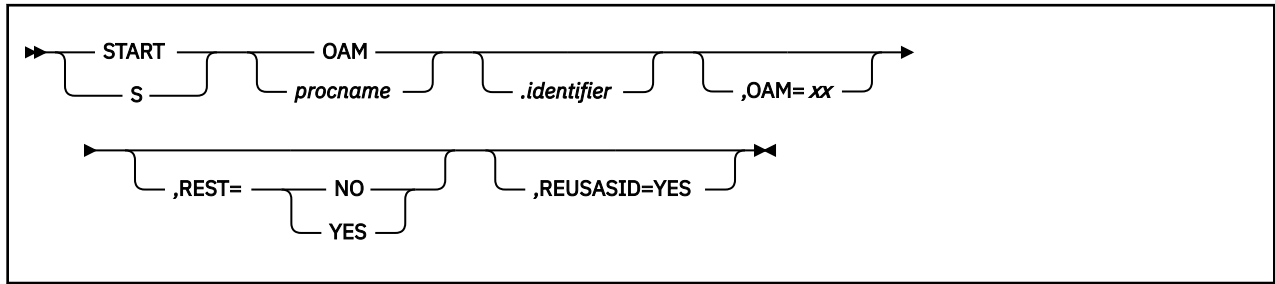 START OAM
S procname .identifier ,OAM= xx
,REST= NO ,REUSASID=YES
YES